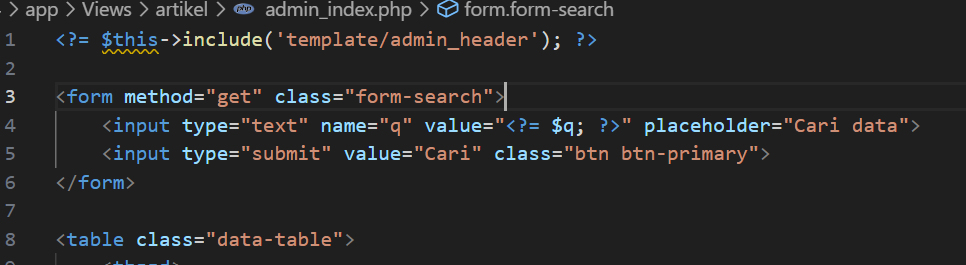 > app > Views > artikel > php admin_index.php > form.form-search
1 <?= $this->include('template/admin_header'); ?>
2
3 <form method="get" class="form-search">
4     <input type="text" name="q" value="<?= $q; ?>" placeholder="Cari data">
5     <input type="submit" value="Cari" class="btn btn-primary">
6 </form>
7
8 <table class="data-table">